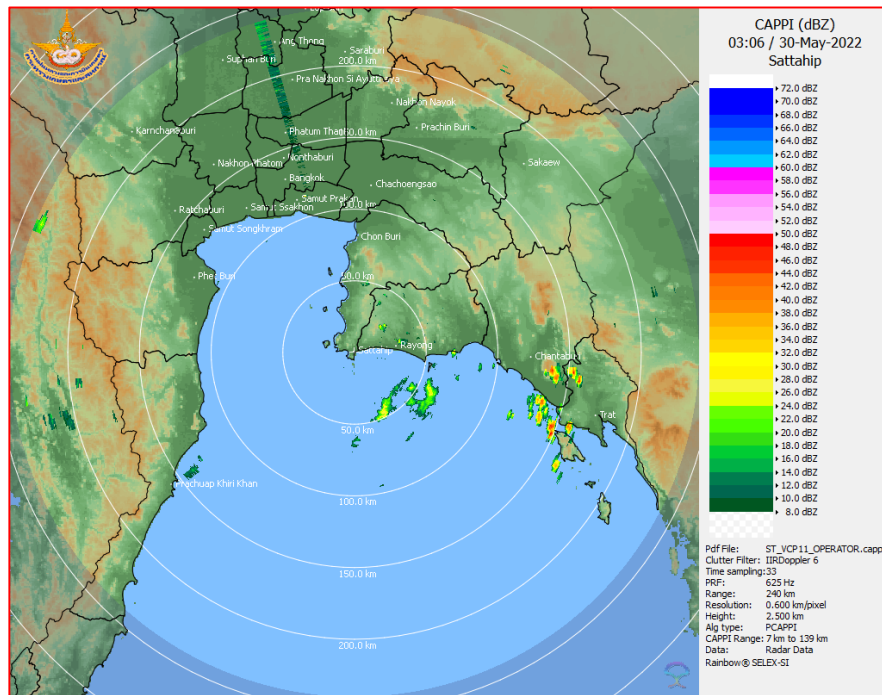 CAPPI (dBZ)
03:06 / 30-May-2022
Sattahip
72.0 dBZ
70.0 dBZ
68.0 dBZ
66.0 dBZ
64.0 dBZ
62.0 dBZ
60.0 dBZ
58.0 dBZ
56.0 dBZ
54.0 dBZ
52.0 dBZ
50.0 dBZ
48.0 dBZ
46.0 dBZ
44.0 dBZ
42.0 dBZ
40.0 dBZ
38.0 dBZ
36.0 dBZ
34.0 dBZ
32.0 dBZ
30.0 dBZ
28.0 dBZ
26.0 dBZ
24.0 dBZ
22.0 dBZ
20.0 dBZ
18.0 dBZ
16.0 dBZ
14.0 dBZ
12.0 dBZ
10.0 dBZ
8.0 dBZ
Pdf File: ST_VCP11_OPERATOR.capp
Clutter Filter: IIRDoppler 6
Time sampling:33
PRF: 625 Hz
Range: 240 km
Resolution: 0.600 km/pixel
Height: 2.500 km
Alg type: PCAPPI
CAPPI Range: 7 km to 139 km
Data: Radar Data
Rainbow® SELEX-SI
Ang Thong
Saraburi
Suphan Buri
200.0 km
Pra Nakhon Si Ayutthaya
Nakhon Nayok
Karnchanaburi
Phatum Thani
Prachin Buri
Nonthaburi
Nakhon Phatom
Sakaew
Bangkok
Chachoengsao
Samut Prakan
Samut Ssakhon
Ratchaburi
Samut Songkhram
Chon Buri
Phet Buri
50.0 km
Rayong
Sattahip
Chantaburi
Trat
50.0 km
Prachuap Khiri Khan
100.0 km
150.0 km
200.0 km